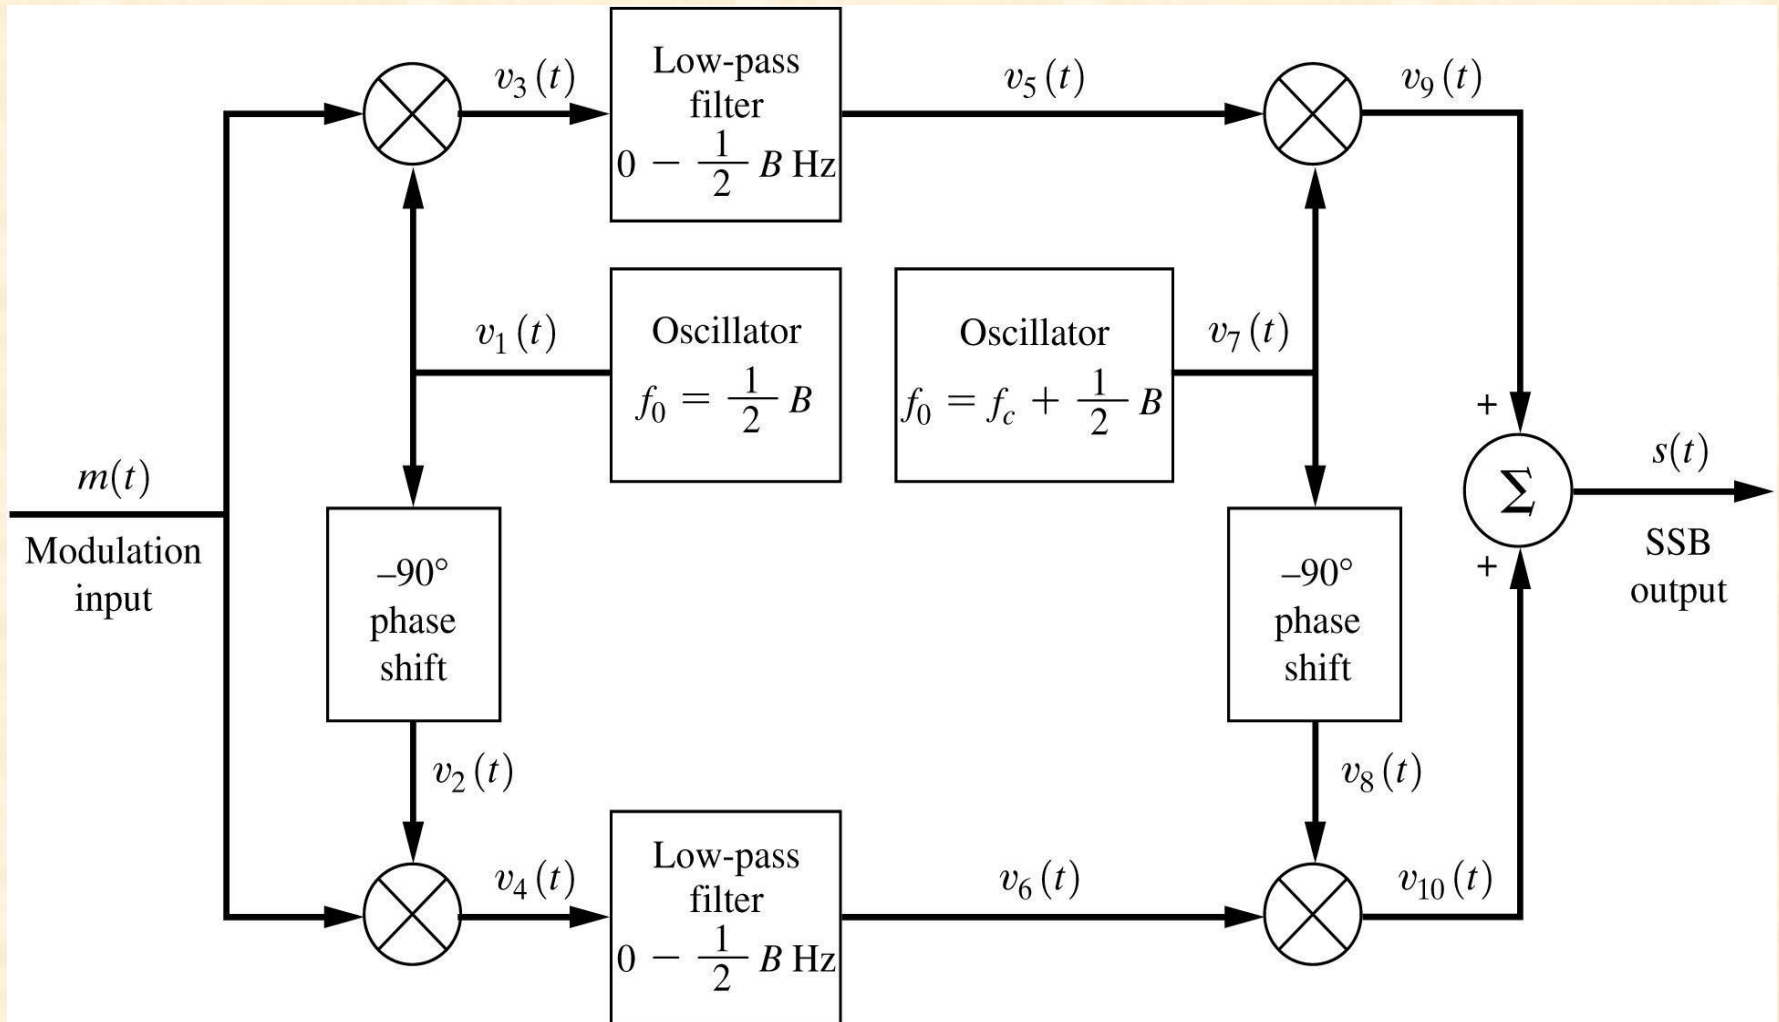 v₃(t)
Low-pass
filter
0 – 1/2 B Hz
v₅(t)
v₉(t)
v₁(t)
Oscillator
f₀ = 1/2 B
Oscillator
f₀ = f_c + 1/2 B
v₇(t)
+
m(t)
Modulation
input
–90°
phase
shift
–90°
phase
shift
Σ
s(t)
SSB
output
+
v₂(t)
v₈(t)
v₄(t)
Low-pass
filter
0 – 1/2 B Hz
v₆(t)
v₁₀(t)